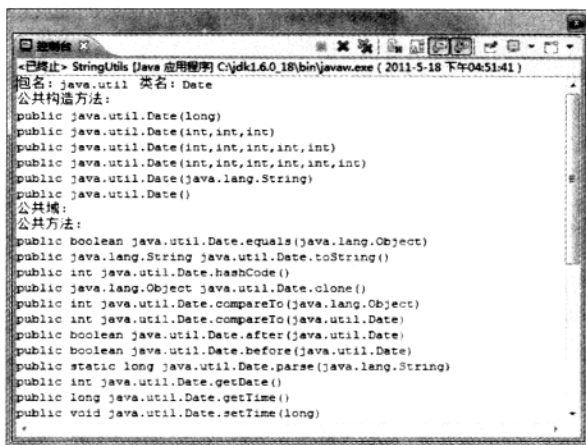 控制台
<已终止> StringUtils [Java 应用程序] C:\jdk1.6.0_18\bin\javaw.exe ( 2011-5-18 下午04:51:41 )
包名: java.util 类名: Date
公共构造方法:
public java.util.Date(long)
public java.util.Date(int,int,int)
public java.util.Date(int,int,int,int,int)
public java.util.Date(int,int,int,int,int,int)
public java.util.Date(java.lang.String)
public java.util.Date()
公共域:
公共方法:
public boolean java.util.Date.equals(java.lang.Object)
public java.lang.String java.util.Date.toString()
public int java.util.Date.hashCode()
public java.lang.Object java.util.Date.clone()
public int java.util.Date.compareTo(java.lang.Object)
public int java.util.Date.compareTo(java.util.Date)
public boolean java.util.Date.after(java.util.Date)
public boolean java.util.Date.before(java.util.Date)
public static long java.util.Date.parse(java.lang.String)
public int java.util.Date.getDate()
public long java.util.Date.getTime()
public void java.util.Date.setTime(long)